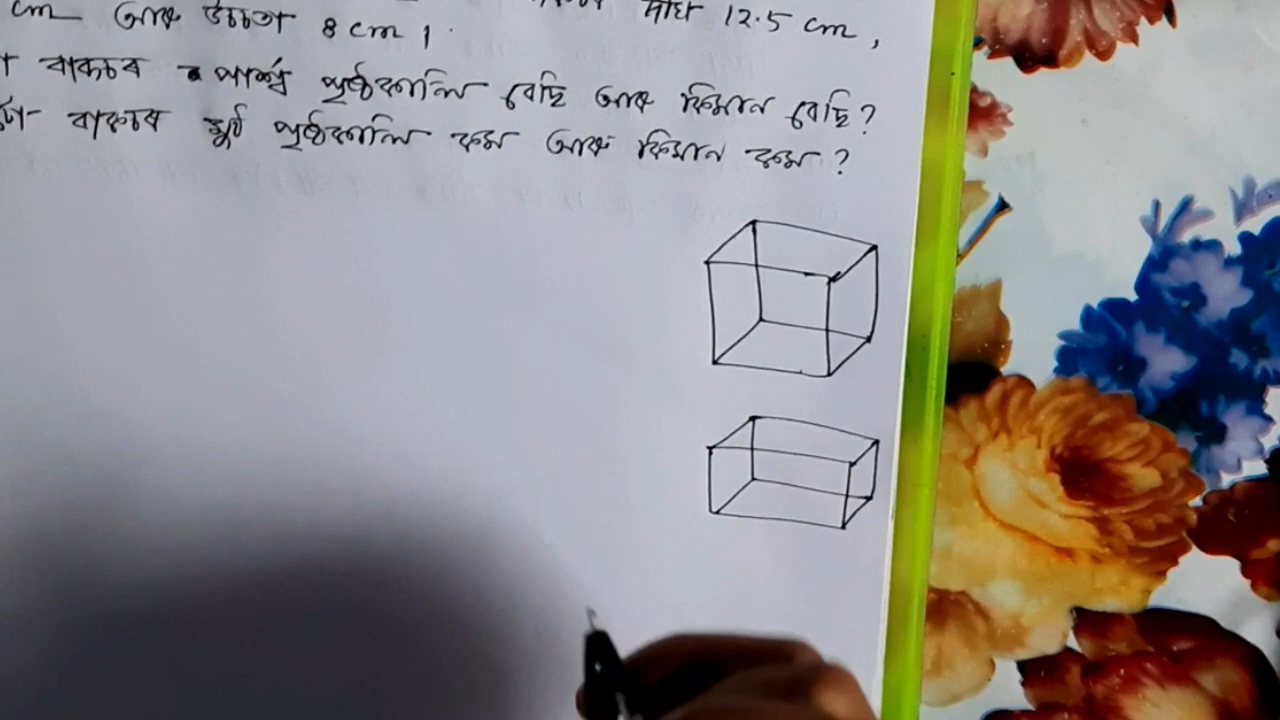 cm আৰু উচ্চতা 8 cm । দীঘ 12.5 cm,
বাকচৰ পাৰ্শ্ব পৃষ্ঠকালি বেছি আৰু কিমান বেছি?
বাকচৰ মুঠ পৃষ্ঠকালি কম আৰু কিমান কম ?